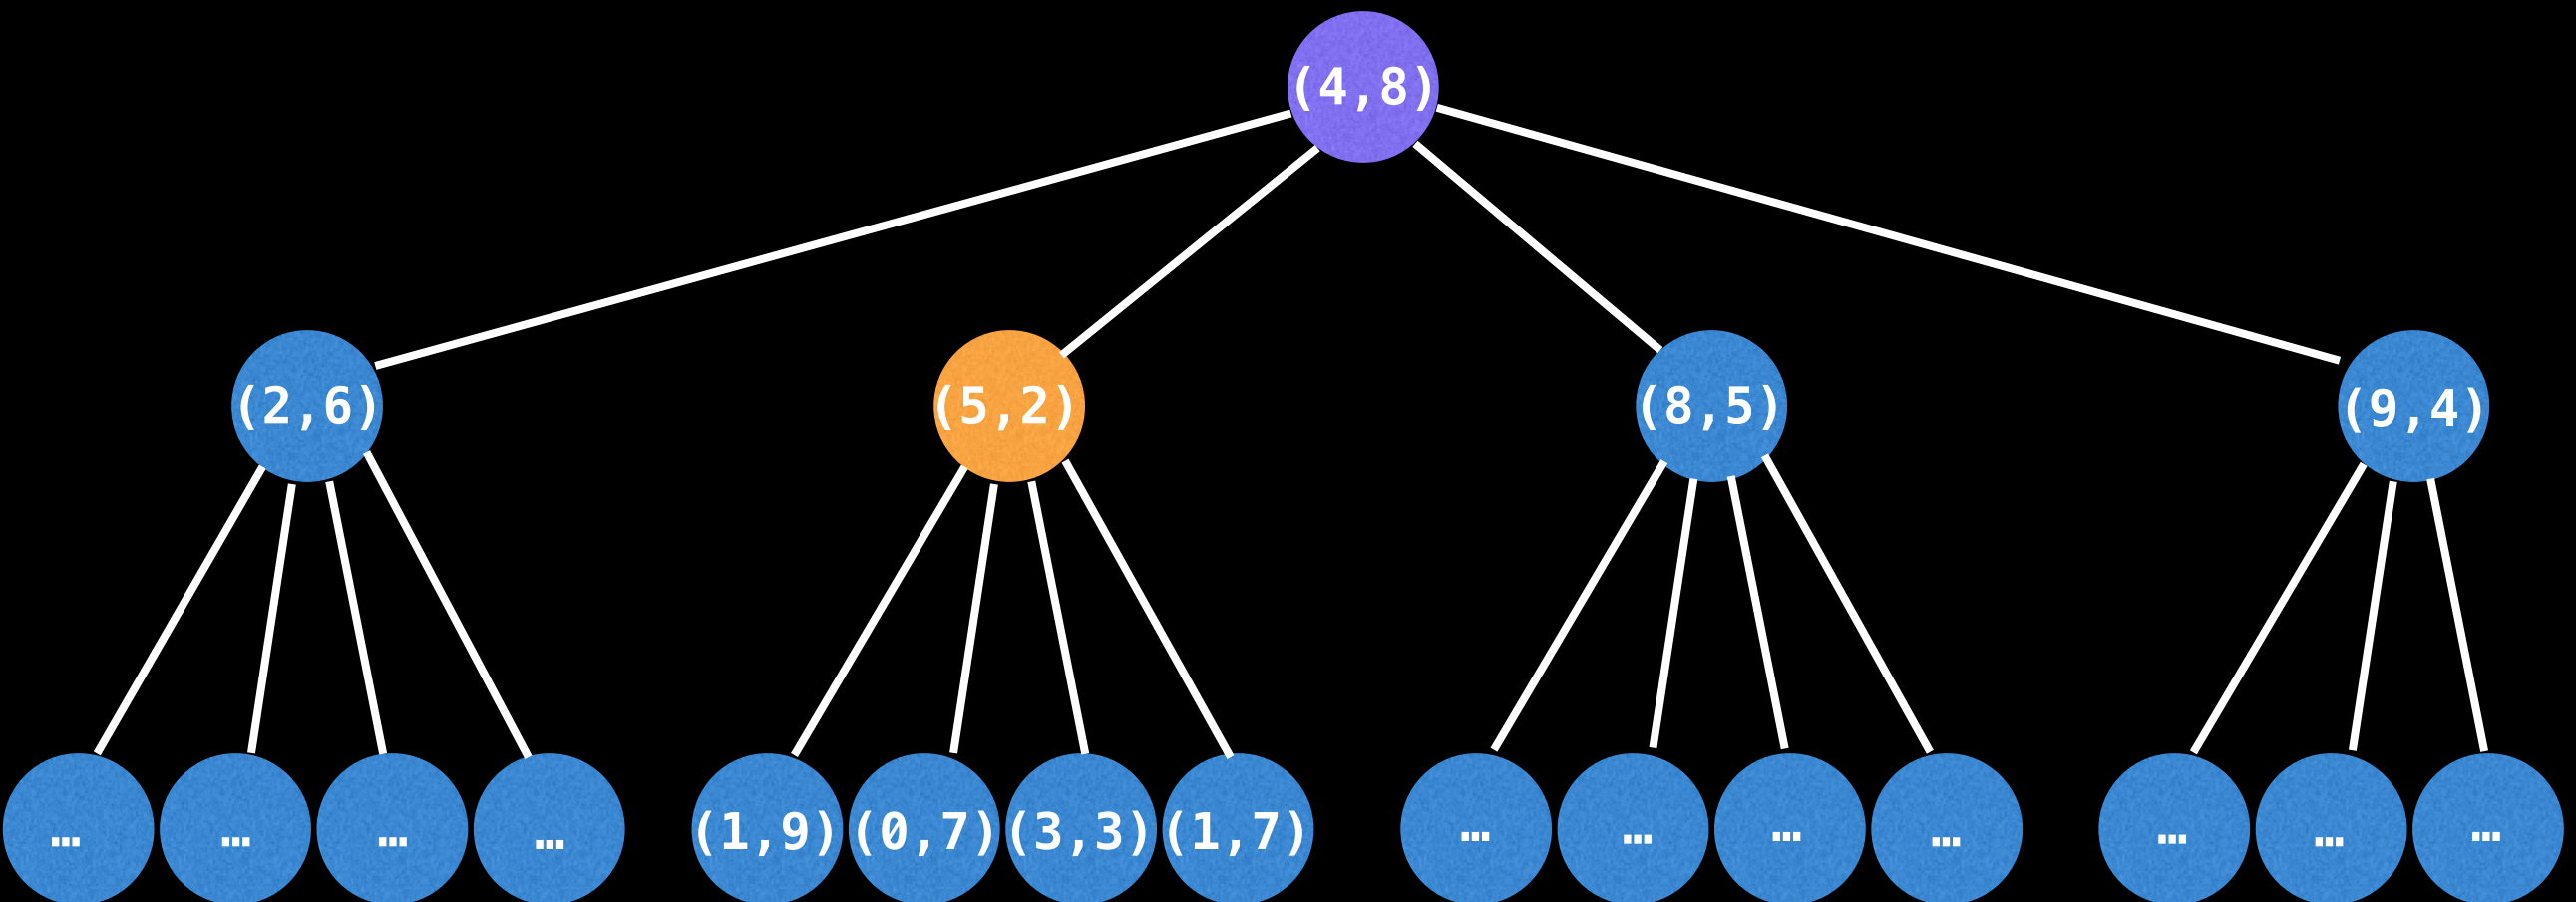 (4,8)
(2,6) (5,2) (8,5) (9,4)
… … … … (1,9) (0,7) (3,3) (1,7) … … … … … … …